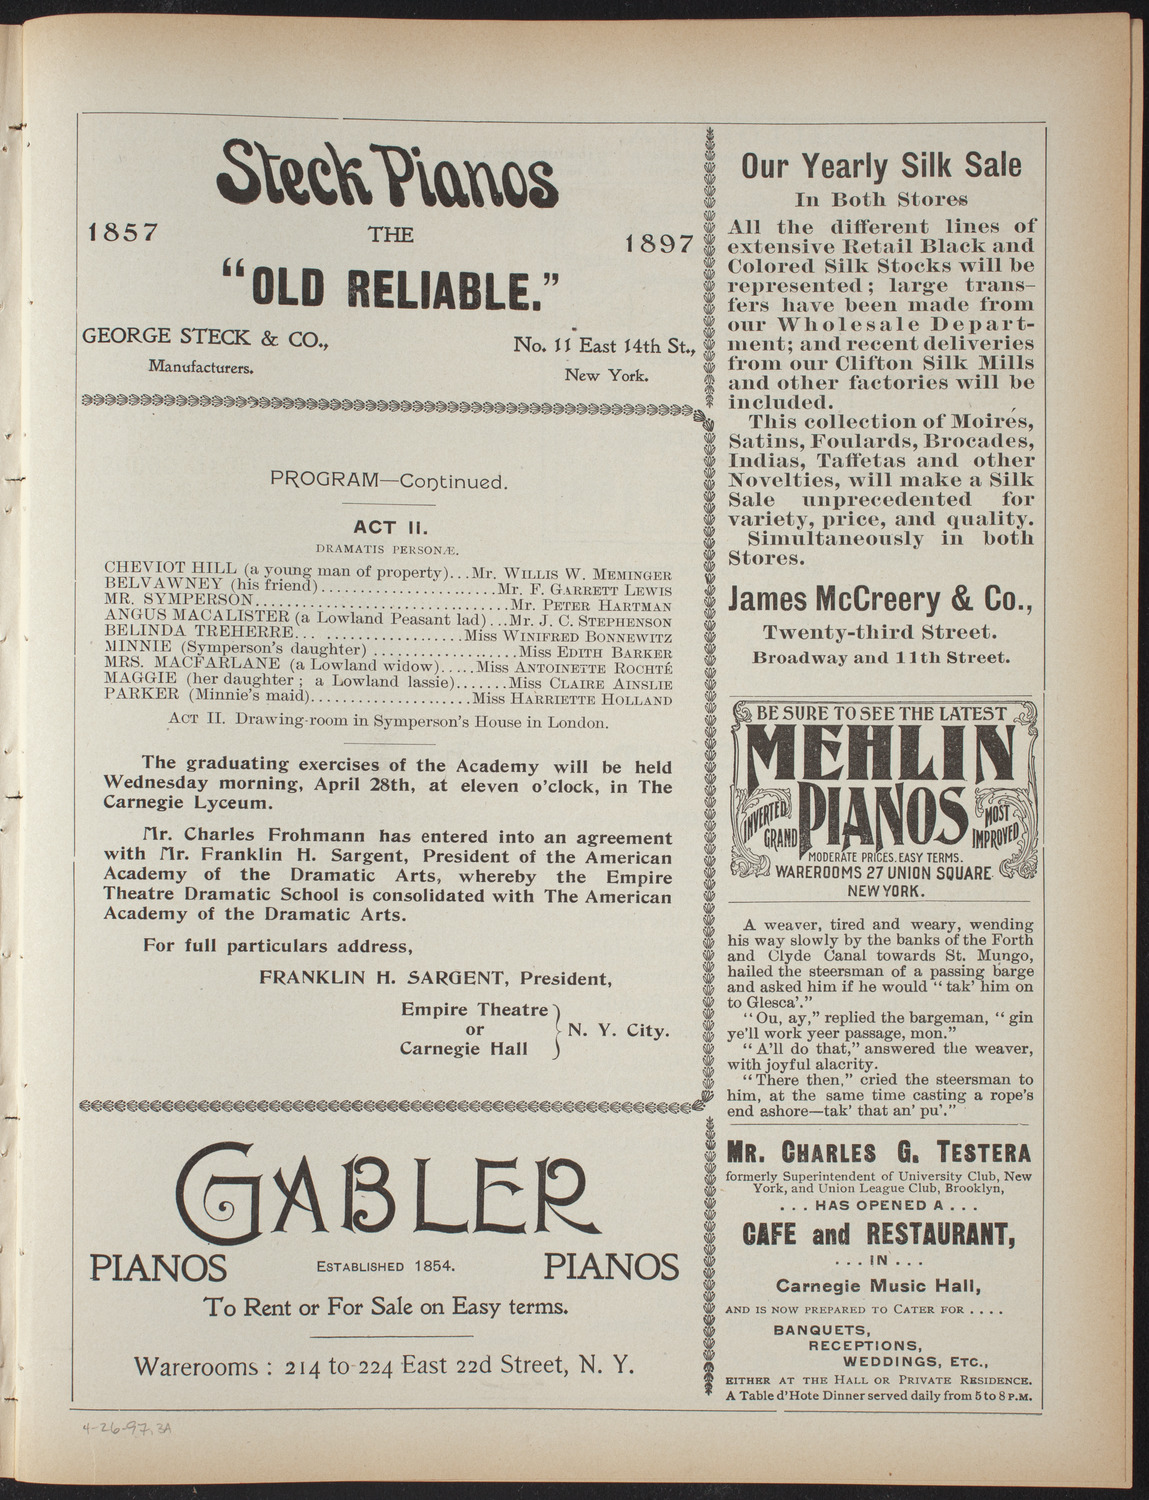 Steck Pianos
1857
THE
1897
"OLD RELIABLE."
GEORGE STECK & CO.,
Manufacturers.
No. 11 East 14th St.,
New York.
PROGRAM—Continued.
ACT II.
DRAMATIS PERSONÆ.
CHEVIOT HILL (a young man of property)...Mr. WILLIS W. MEMINGER
BELVAWNEY (his friend)........................Mr. F. GARRETT LEWIS
MR. SYMPERSON...................................Mr. PETER HARTMAN
ANGUS MACALISTER (a Lowland Peasant lad)...Mr. J. C. STEPHENSON
BELINDA TREHERRE... ..................Miss WINIFRED BONNEWITZ
MINNIE (Symperson's daughter) ...................Miss EDITH BARKER
MRS. MACFARLANE (a Lowland widow).....Miss ANTOINETTE ROCHTÉ
MAGGIE (her daughter ; a Lowland lassie).......Miss CLAIRE AINSLIE
PARKER (Minnie's maid).....................Miss HARRIETTE HOLLAND
ACT II. Drawing-room in Symperson's House in London.
The graduating exercises of the Academy will be held
Wednesday morning, April 28th, at eleven o'clock, in The
Carnegie Lyceum.
Mr. Charles Frohmann has entered into an agreement
with Mr. Franklin H. Sargent, President of the American
Academy of the Dramatic Arts, whereby the Empire
Theatre Dramatic School is consolidated with The American
Academy of the Dramatic Arts.
For full particulars address,
FRANKLIN H. SARGENT, President,
Empire Theatre
or
Carnegie Hall
N. Y. City.
GABLER
PIANOS
ESTABLISHED 1854.
PIANOS
To Rent or For Sale on Easy terms.
Warerooms : 214 to 224 East 22d Street, N. Y.
4-26-97, 3A
Our Yearly Silk Sale
In Both Stores
All the different lines of
extensive Retail Black and
Colored Silk Stocks will be
represented; large trans-
fers have been made from
our Wholesale Depart-
ment; and recent deliveries
from our Clifton Silk Mills
and other factories will be
included.
This collection of Moirés,
Satins, Foulards, Brocades,
Indias, Taffetas and other
Novelties, will make a Silk
Sale unprecedented for
variety, price, and quality.
Simultaneously in both
Stores.
James McCreery & Co.,
Twenty-third Street.
Broadway and 11th Street.
BE SURE TO SEE THE LATEST
MEHLIN
PIANOS
INVERTED
GRAND
MOST
IMPROVED
MODERATE PRICES. EASY TERMS.
WAREROOMS 27 UNION SQUARE
NEW YORK.
A weaver, tired and weary, wending
his way slowly by the banks of the Forth
and Clyde Canal towards St. Mungo,
hailed the steersman of a passing barge
and asked him if he would "tak' him on
to Glesca'."
"Ou, ay," replied the bargeman, "gin
ye'll work yeer passage, mon."
"A'll do that," answered the weaver,
with joyful alacrity.
"There then," cried the steersman to
him, at the same time casting a rope's
end ashore—tak' that an' pu'."
MR. CHARLES G. TESTERA
formerly Superintendent of University Club, New
York, and Union League Club, Brooklyn,
... HAS OPENED A ...
CAFE and RESTAURANT,
... IN ...
Carnegie Music Hall,
AND IS NOW PREPARED TO CATER FOR ....
BANQUETS,
RECEPTIONS,
WEDDINGS, ETC.,
EITHER AT THE HALL OR PRIVATE RESIDENCE.
A Table d'Hote Dinner served daily from 5 to 8 P.M.